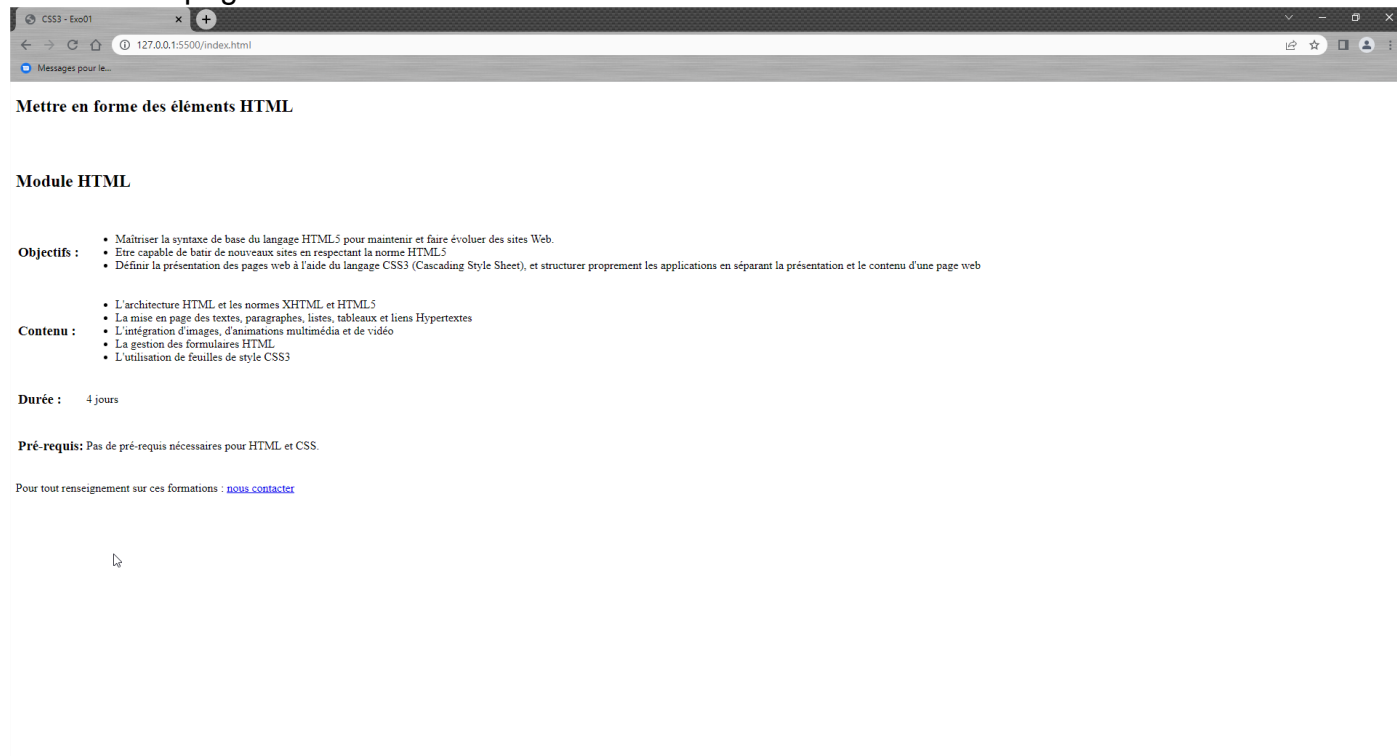 CSS3 - Exo01
127.0.0.1:5500/index.html
Messages pour le...
Mettre en forme des éléments HTML
Module HTML
Objectifs :
• Maîtriser la syntaxe de base du langage HTML5 pour maintenir et faire évoluer des sites Web.
• Etre capable de batir de nouveaux sites en respectant la norme HTML5
• Définir la présentation des pages web à l'aide du langage CSS3 (Cascading Style Sheet), et structurer proprement les applications en séparant la présentation et le contenu d'une page web
Contenu :
• L'architecture HTML et les normes XHTML et HTML5
• La mise en page des textes, paragraphes, listes, tableaux et liens Hypertextes
• L'intégration d'images, d'animations multimédia et de vidéo
• La gestion des formulaires HTML
• L'utilisation de feuilles de style CSS3
Durée : 4 jours
Pré-requis: Pas de pré-requis nécessaires pour HTML et CSS.
Pour tout renseignement sur ces formations : nous contacter